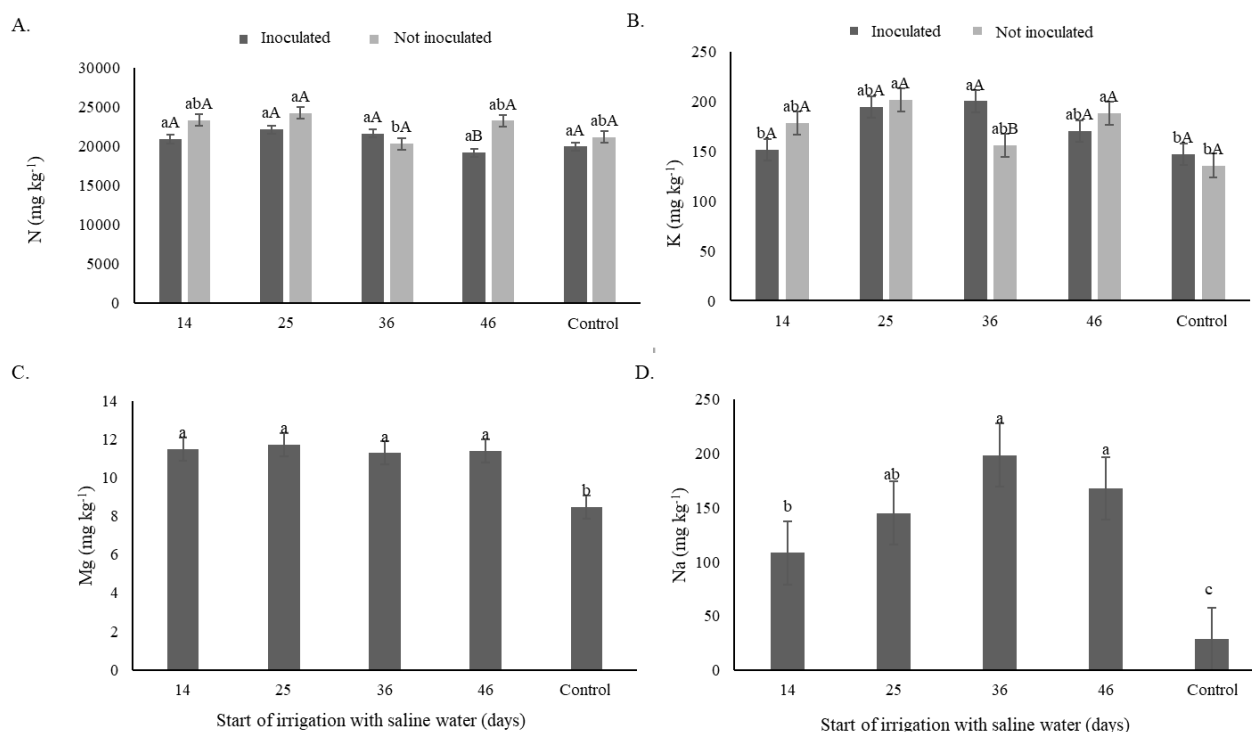 A.
Inoculated Not inoculated
30000
25000
20000
15000
10000
5000
0
N (mg kg-1)
aA abA aA aA aA bA aB abA aA abA
14 25 36 46 Control
B.
Inoculated Not inoculated
250
200
150
100
50
0
K (mg kg-1)
bA abA abA aA aA abB abA aA bA bA
14 25 36 46 Control
C.
14
12
10
8
6
4
2
0
Mg (mg kg-1)
a a a a b
14 25 36 46 Control
Start of irrigation with saline water (days)
D.
250
200
150
100
50
0
Na (mg kg-1)
b ab a a c
14 25 36 46 Control
Start of irrigation with saline water (days)